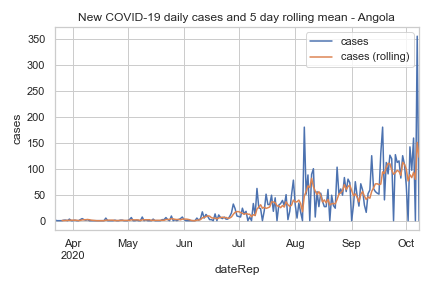 New COVID-19 daily cases and 5 day rolling mean - Angola
cases
cases (rolling)
350
300
250
200
150
100
50
0
cases
Apr
2020
May
Jun
Jul
Aug
Sep
Oct
dateRep